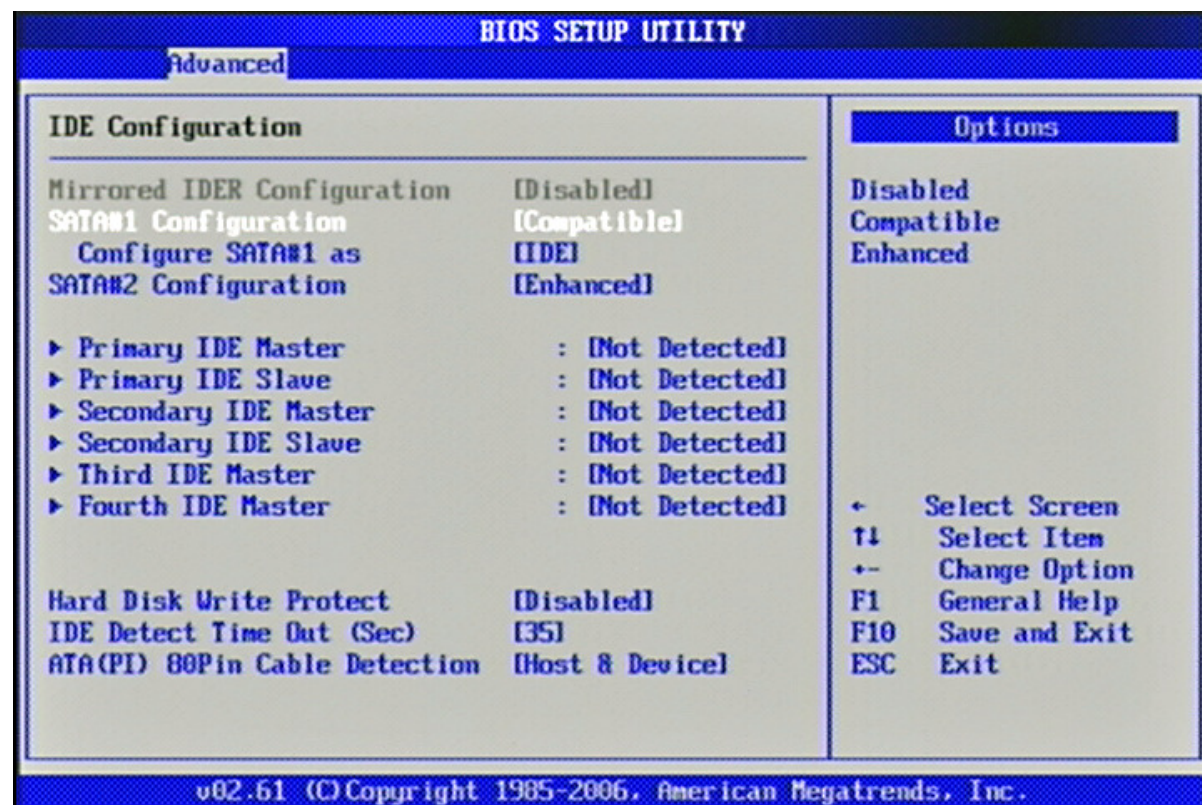 BIOS SETUP UTILITY
Advanced
IDE Configuration
Mirrored IDER Configuration [Disabled]
SATA#1 Configuration [Compatible]
Configure SATA#1 as [IDE]
SATA#2 Configuration [Enhanced]
► Primary IDE Master : [Not Detected]
► Primary IDE Slave : [Not Detected]
► Secondary IDE Master : [Not Detected]
► Secondary IDE Slave : [Not Detected]
► Third IDE Master : [Not Detected]
► Fourth IDE Master : [Not Detected]
Hard Disk Write Protect [Disabled]
IDE Detect Time Out (Sec) [35]
ATA(PI) 80Pin Cable Detection [Host & Device]
Options
Disabled
Compatible
Enhanced
← Select Screen
↑↓ Select Item
+- Change Option
F1 General Help
F10 Save and Exit
ESC Exit
v02.61 (C)Copyright 1985-2006, American Megatrends, Inc.